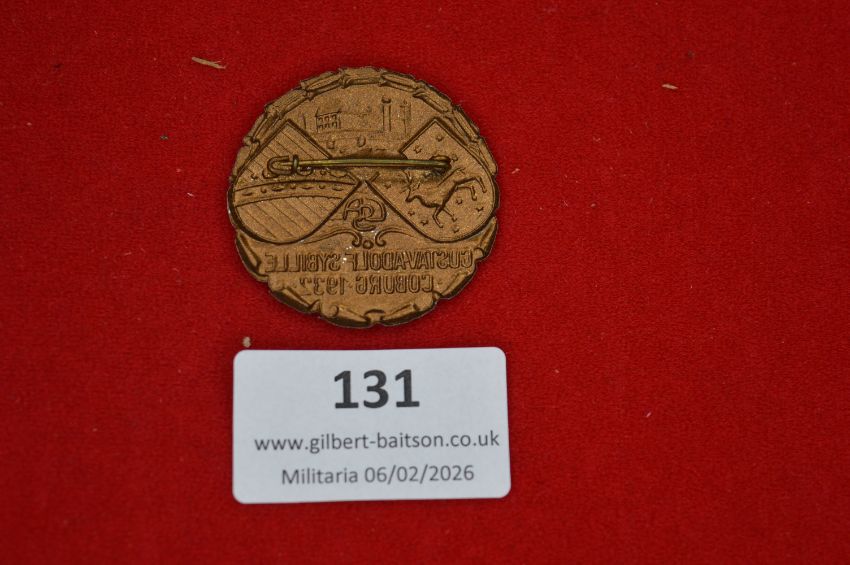 GUSTAV·ADOLF·SYBILLE
COBURG·1932
131
www.gilbert-baitson.co.uk
Militaria 06/02/2026